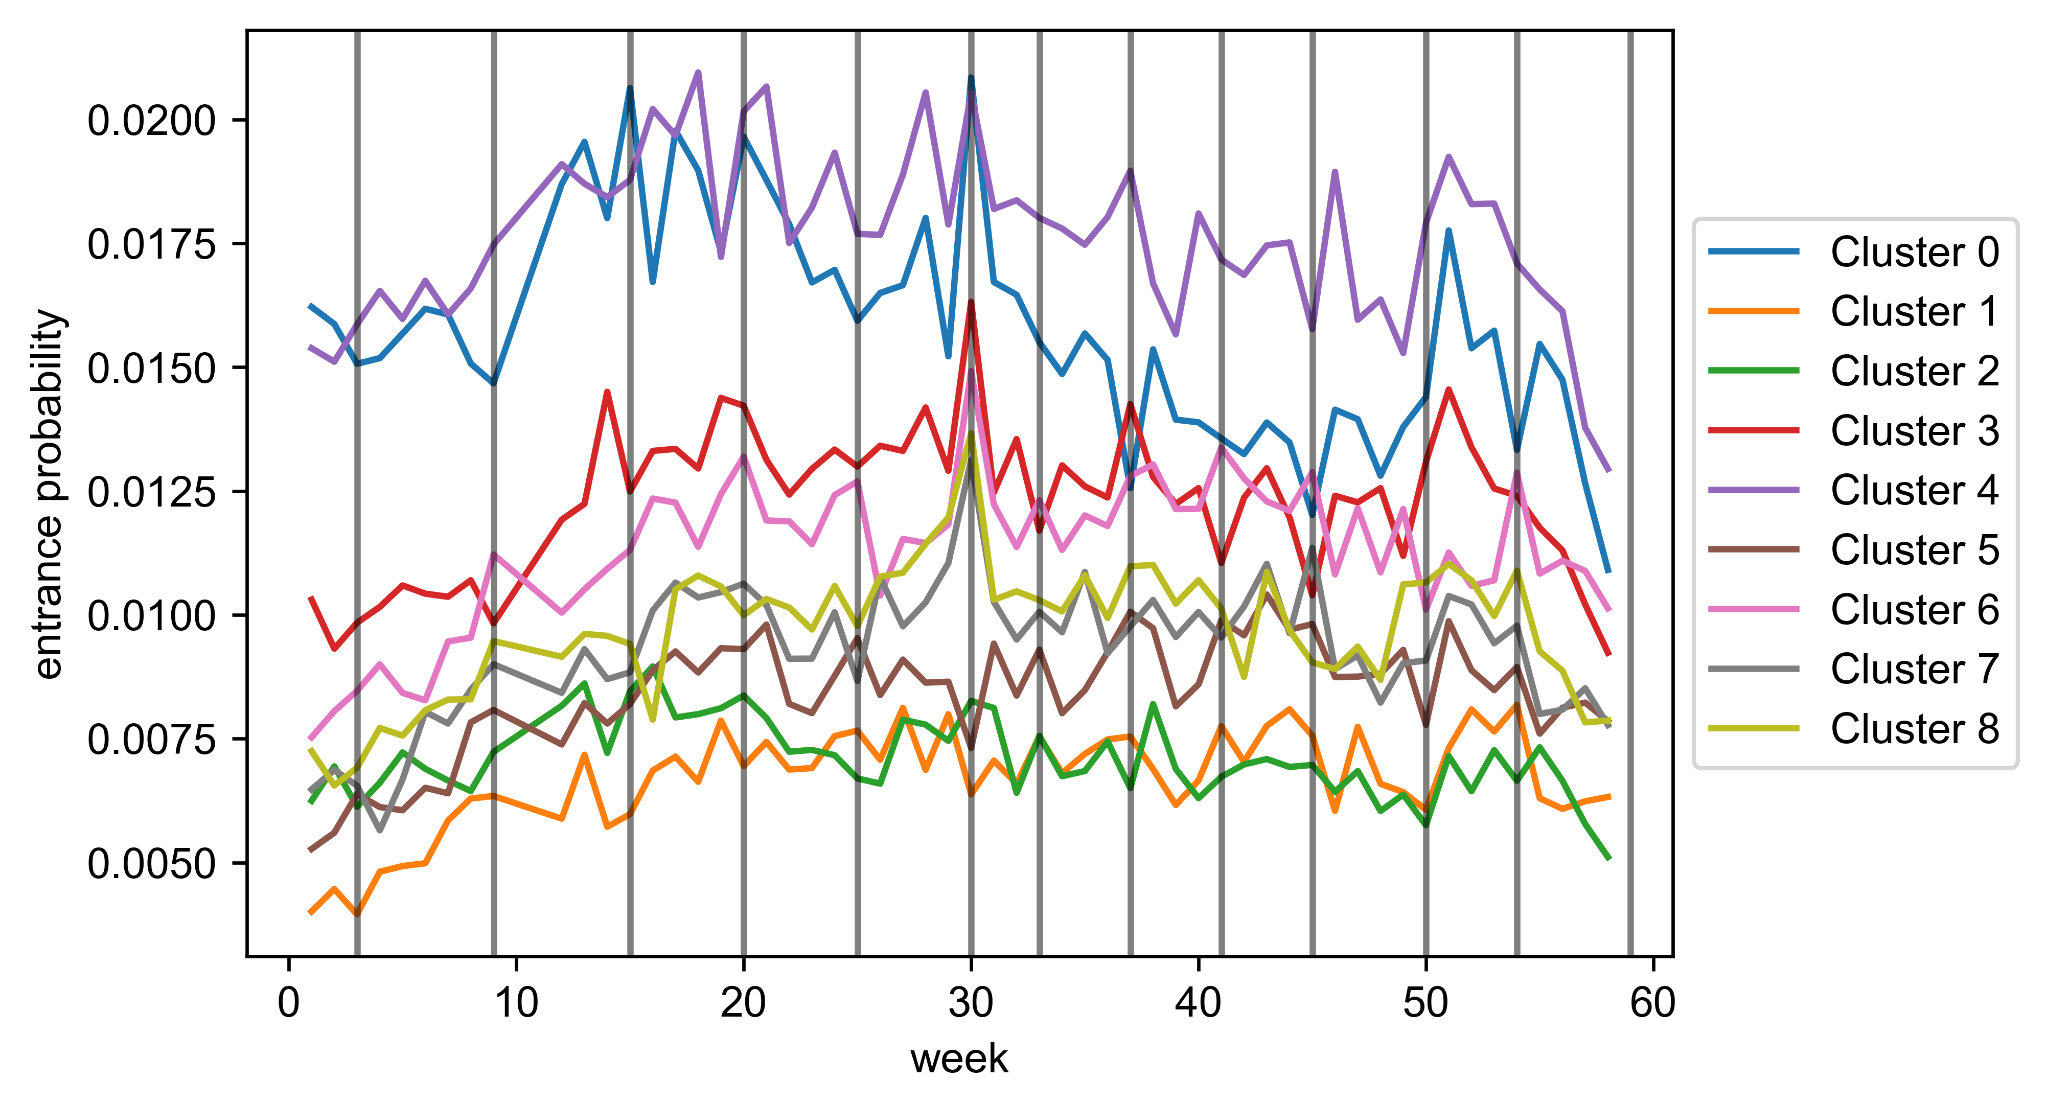 0.0200
0.0175
0.0150
0.0125
0.0100
0.0075
0.0050
entrance probability
0 10 20 30 40 50 60
week
Cluster 0
Cluster 1
Cluster 2
Cluster 3
Cluster 4
Cluster 5
Cluster 6
Cluster 7
Cluster 8